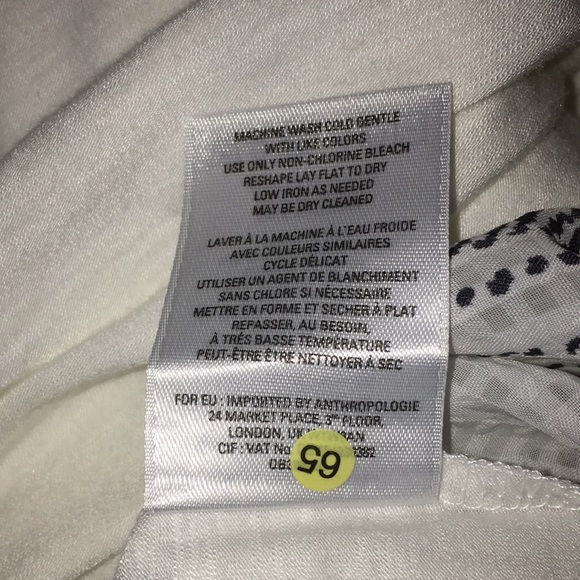 MACHINE WASH COLD GENTLE
WITH LIKE COLORS
USE ONLY NON-CHLORINE BLEACH
RESHAPE LAY FLAT TO DRY
LOW IRON AS NEEDED
MAY BE DRY CLEANED
LAVER À LA MACHINE À L'EAU FROIDE
AVEC COULEURS SIMILAIRES
CYCLE DÉLICAT
UTILISER UN AGENT DE BLANCHIMENT
SANS CHLORE SI NÉCESSAIRE
METTRE EN FORME ET SÉCHER À PLAT
REPASSER, AU BESOIN,
À TRÈS BASSE TEMPÉRATURE
PEUT-ÊTRE ÊTRE NETTOYER À SEC
FOR EU : IMPORTED BY ANTHROPOLOGIE
24 MARKET PLACE, 3RD FLOOR,
LONDON, UK
CIF : VAT No
65